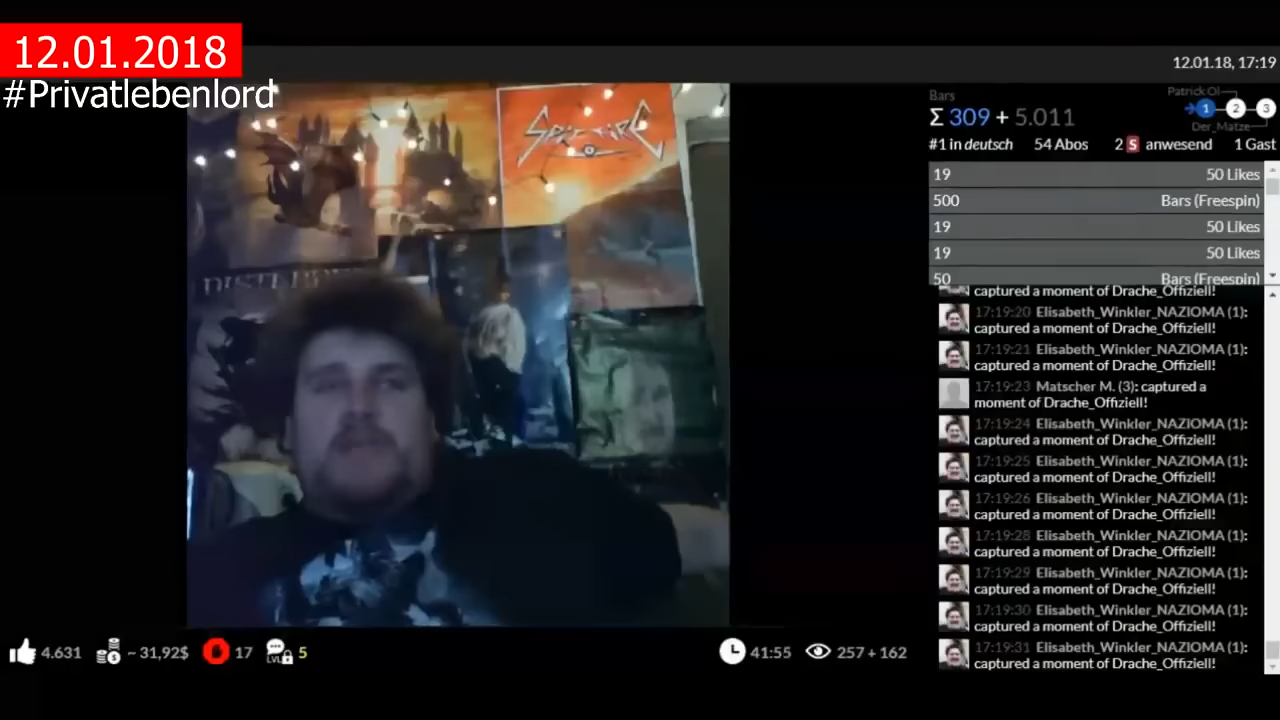 12.01.2018
#Privatlebenlord
12.01.18, 17:19
Bars
Σ 309 + 5.011
Patrick Ol
1 2 3
Der_Matze
#1 in deutsch 54 Abos 2 S anwesend 1 Gast
19 50 Likes
500 Bars (Freespin)
19 50 Likes
19 50 Likes
50 Bars (Freespin)
captured a moment of Drache_Offiziell!
17:19:20 Elisabeth_Winkler_NAZIOMA (1):
captured a moment of Drache_Offiziell!
17:19:21 Elisabeth_Winkler_NAZIOMA (1):
captured a moment of Drache_Offiziell!
17:19:23 Matscher M. (3): captured a
moment of Drache_Offiziell!
17:19:24 Elisabeth_Winkler_NAZIOMA (1):
captured a moment of Drache_Offiziell!
17:19:25 Elisabeth_Winkler_NAZIOMA (1):
captured a moment of Drache_Offiziell!
17:19:26 Elisabeth_Winkler_NAZIOMA (1):
captured a moment of Drache_Offiziell!
17:19:28 Elisabeth_Winkler_NAZIOMA (1):
captured a moment of Drache_Offiziell!
17:19:29 Elisabeth_Winkler_NAZIOMA (1):
captured a moment of Drache_Offiziell!
17:19:30 Elisabeth_Winkler_NAZIOMA (1):
captured a moment of Drache_Offiziell!
17:19:31 Elisabeth_Winkler_NAZIOMA (1):
captured a moment of Drache_Offiziell!
SpitFire
4.631 ~ 31,92$ 17 LVL 5 41:55 257 + 162